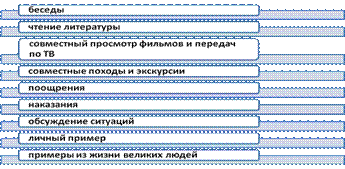 беседы
чтение литературы
совместный просмотр фильмов и передач
по ТВ
совместные походы и экскурсии
поощрения
наказания
обсуждение ситуаций
личный пример
примеры из жизни великих людей